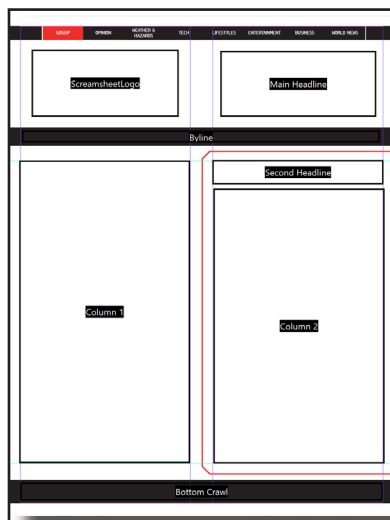 GOSSIP OPINION WEATHER & HAZARDS TECH LIFESTYLES ENTERTAINMENT BUSINESS WORLD NEWS
ScreamsheetLogo
Main Headline
Byline
Second Headline
Column 1
Column 2
Bottom Crawl